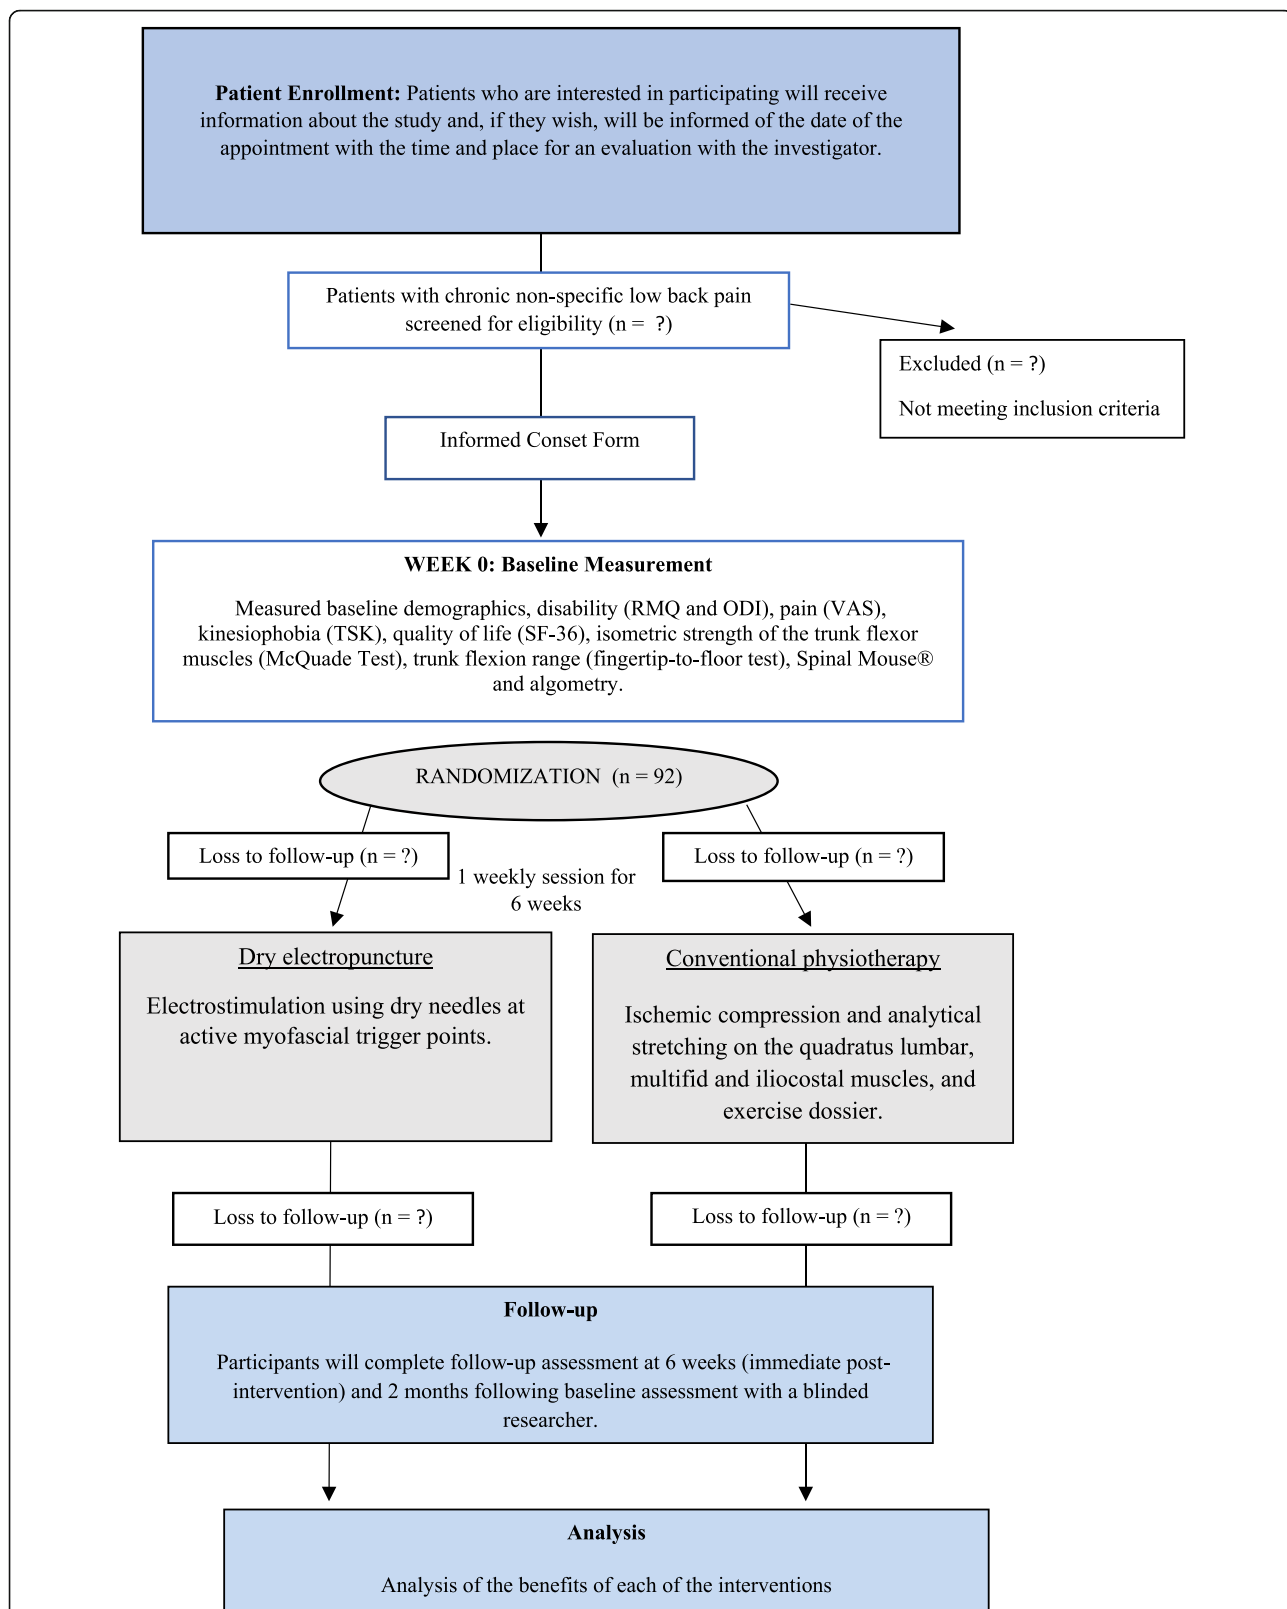 Patient Enrollment: Patients who are interested in participating will receive
information about the study and, if they wish, will be informed of the date of the
appointment with the time and place for an evaluation with the investigator.
Patients with chronic non-specific low back pain
screened for eligibility (n = ?)
Excluded (n = ?)
Not meeting inclusion criteria
Informed Conset Form
WEEK 0: Baseline Measurement
Measured baseline demographics, disability (RMQ and ODI), pain (VAS),
kinesiophobia (TSK), quality of life (SF-36), isometric strength of the trunk flexor
muscles (McQuade Test), trunk flexion range (fingertip-to-floor test), Spinal Mouse®
and algometry.
RANDOMIZATION (n = 92)
Loss to follow-up (n = ?)
Loss to follow-up (n = ?)
1 weekly session for
6 weeks
Dry electropuncture
Electrostimulation using dry needles at
active myofascial trigger points.
Conventional physiotherapy
Ischemic compression and analytical
stretching on the quadratus lumbar,
multifid and iliocostal muscles, and
exercise dossier.
Loss to follow-up (n = ?)
Loss to follow-up (n = ?)
Follow-up
Participants will complete follow-up assessment at 6 weeks (immediate post-
intervention) and 2 months following baseline assessment with a blinded
researcher.
Analysis
Analysis of the benefits of each of the interventions